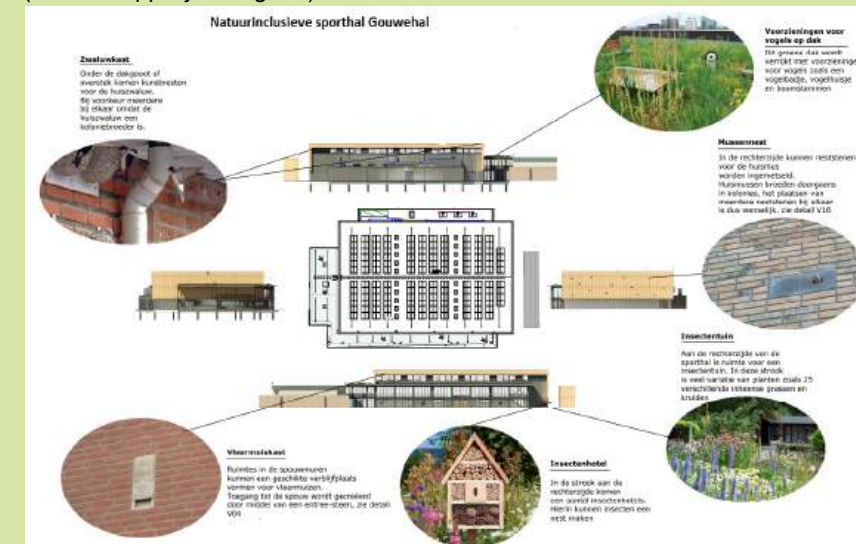 Natuurinclusieve sporthal Gouwehal
Zwaluwkast
Onder de dakgoot of
overstek komen kunstnesten
voor de huiszwaluw.
Bij voorkeur meerdere
bij elkaar omdat de
huiszwaluw een
koloniebroeder is.
Voorzieningen voor
vogels op dak
Dit groene dak wordt
verrijkt met voorzieningen
voor vogels zoals een
vogelbadje, vogelhuisje
en boomstammen
Mussennest
In de rechterzijde kunnen neststenen
voor de huismus
worden ingemetseld.
Huismussen broeden doorgaans
in kolonies, het plaatsen van
meerdere neststenen bij elkaar
is dus wenselijk, zie detail V16
Insectentuin
Aan de rechterzijde van de
sporthal is ruimte voor een
insectentuin. In deze strook
is veel variatie van planten zoals 25
verschillende inheemse grassen en
kruiden
Vleermuiskast
Ruimtes in de spouwmuren
kunnen een geschikte verblijfplaats
vormen voor vleermuizen.
Toegang tot de spouw wordt gecreëerd
door middel van een entree-steen, zie detail
V04
Insectenhotel
In de strook aan de
rechterzijde komen
een aantal insectenhotels.
Hierin kunnen insecten een
nest maken